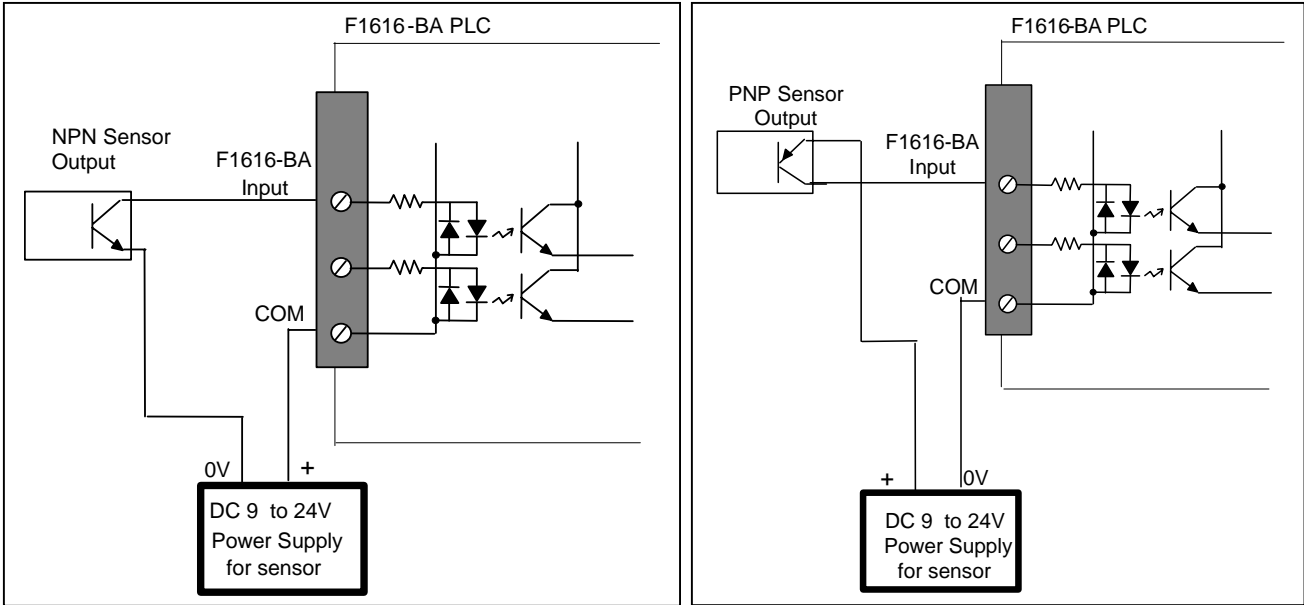 F1616-BA PLC
NPN Sensor
Output
F1616-BA
Input
COM
0V +
DC 9 to 24V
Power Supply
for sensor
F1616-BA PLC
PNP Sensor
Output
F1616-BA
Input
COM
+ 0V
DC 9 to 24V
Power Supply
for sensor